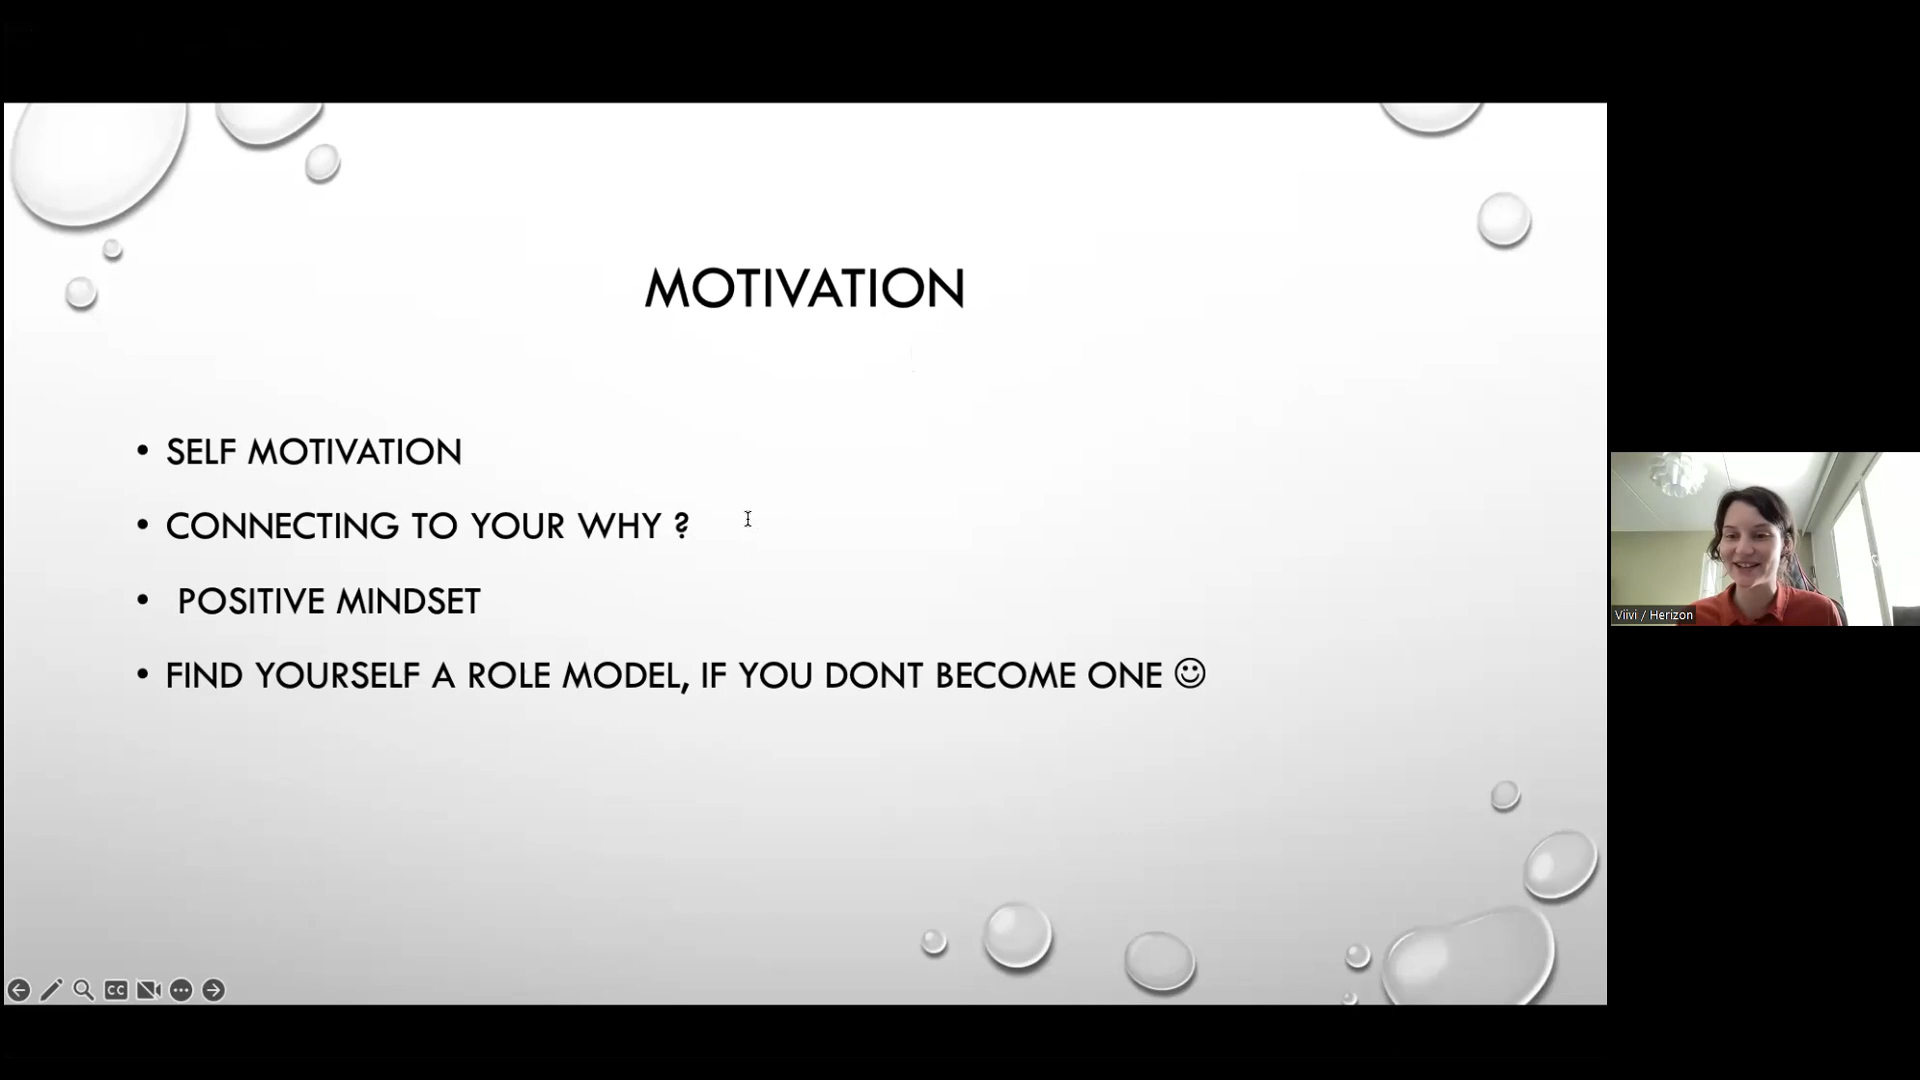 MOTIVATION
• SELF MOTIVATION
• CONNECTING TO YOUR WHY ?
• POSITIVE MINDSET
• FIND YOURSELF A ROLE MODEL, IF YOU DONT BECOME ONE ☺
Viivi / Herizon
CC